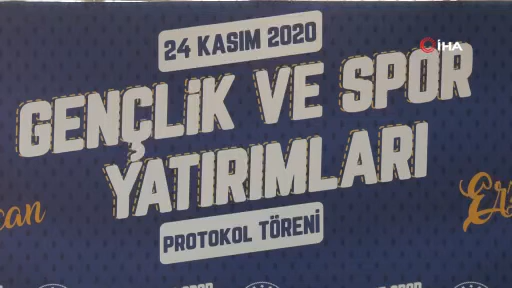 24 KASIM 2020
İHA
GENÇLİK VE SPOR
YATIRIMLARI
PROTOKOL TÖRENİ